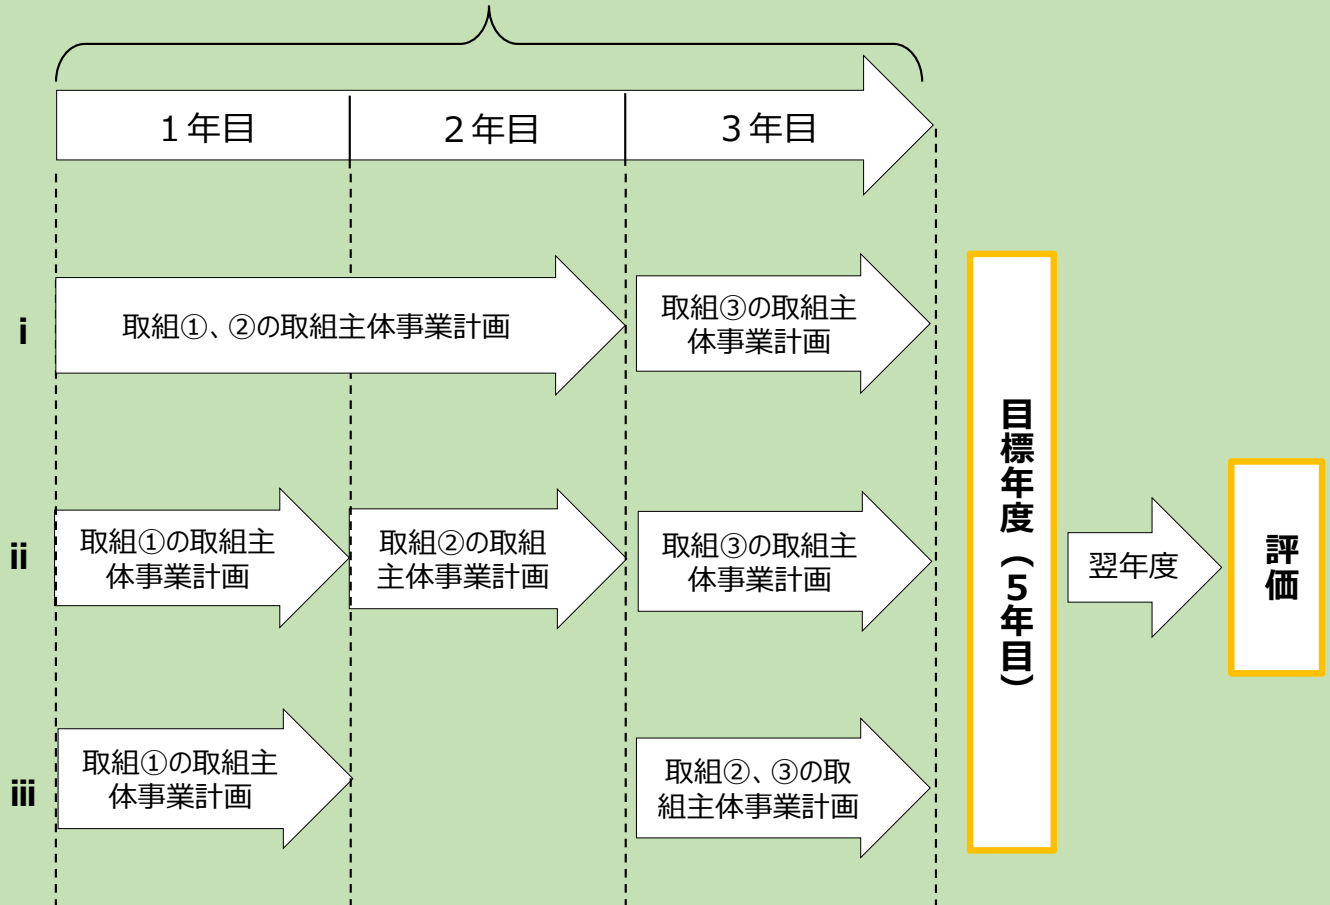 １年目
２年目
３年目
ⅰ
取組①、②の取組主体事業計画
取組③の取組主
体事業計画
ⅱ
取組①の取組主
体事業計画
取組②の取組
主体事業計画
取組③の取組主
体事業計画
ⅲ
取組①の取組主
体事業計画
取組②、③の取
組主体事業計画
目標年度（５年目）
翌年度
評価